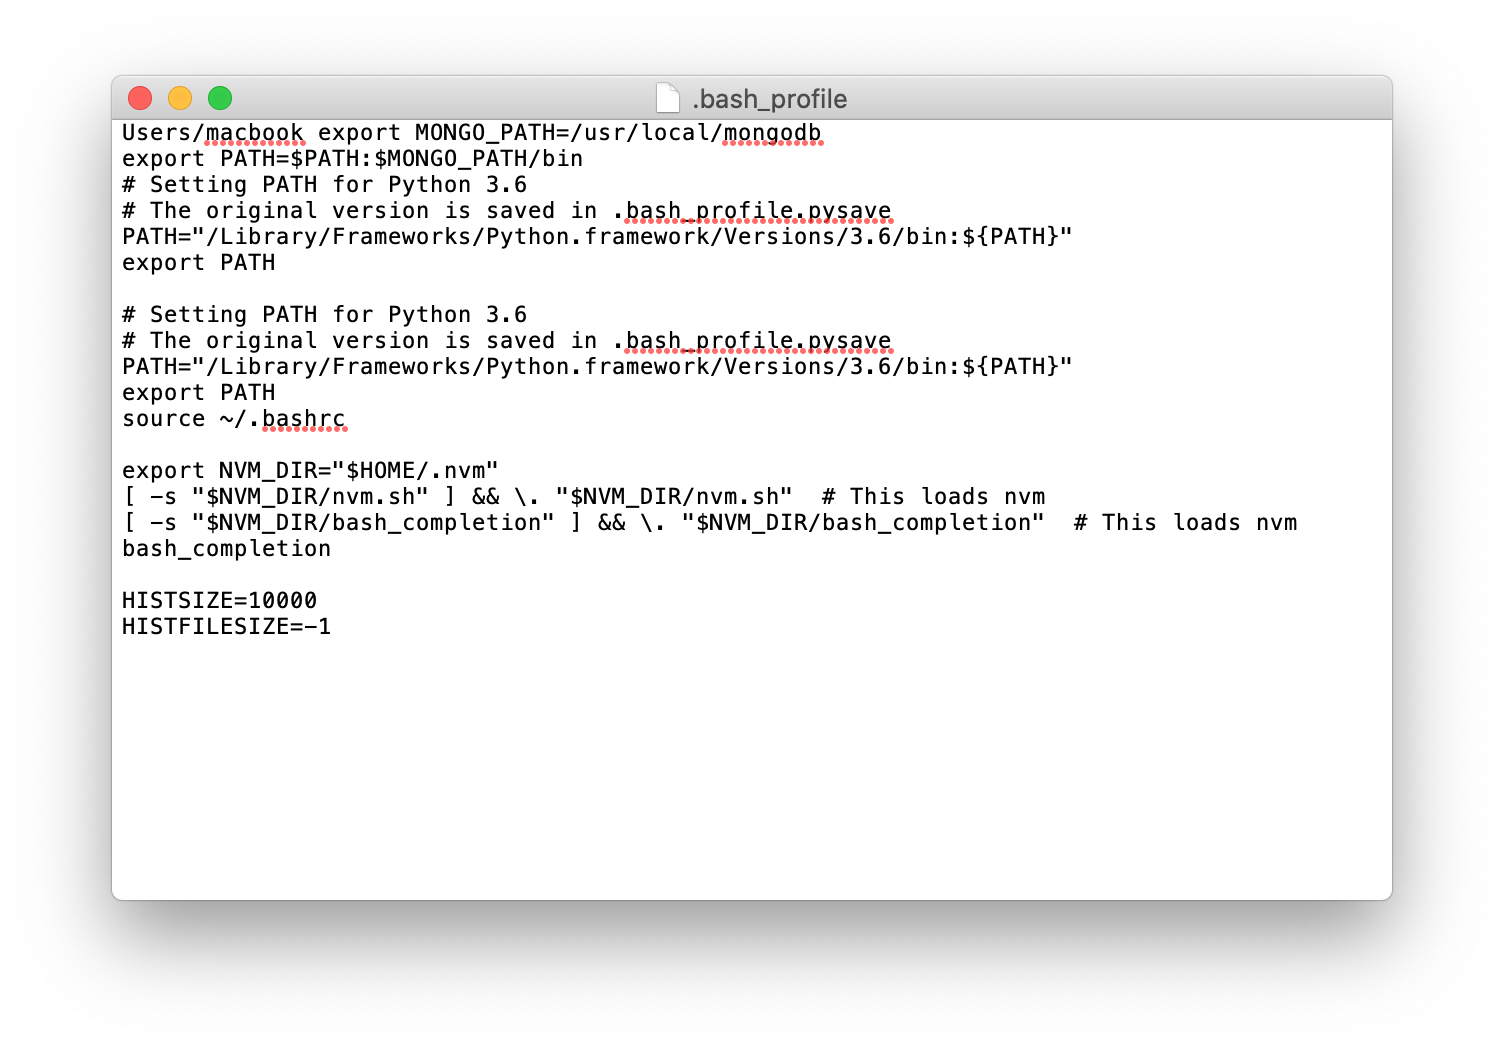 .bash_profile
Users/macbook export MONGO_PATH=/usr/local/mongodb
export PATH=$PATH:$MONGO_PATH/bin
# Setting PATH for Python 3.6
# The original version is saved in .bash_profile.pysave
PATH="/Library/Frameworks/Python.framework/Versions/3.6/bin:${PATH}"
export PATH

# Setting PATH for Python 3.6
# The original version is saved in .bash_profile.pysave
PATH="/Library/Frameworks/Python.framework/Versions/3.6/bin:${PATH}"
export PATH
source ~/.bashrc

export NVM_DIR="$HOME/.nvm"
[ -s "$NVM_DIR/nvm.sh" ] && \. "$NVM_DIR/nvm.sh"  # This loads nvm
[ -s "$NVM_DIR/bash_completion" ] && \. "$NVM_DIR/bash_completion"  # This loads nvm
bash_completion

HISTSIZE=10000
HISTFILESIZE=-1